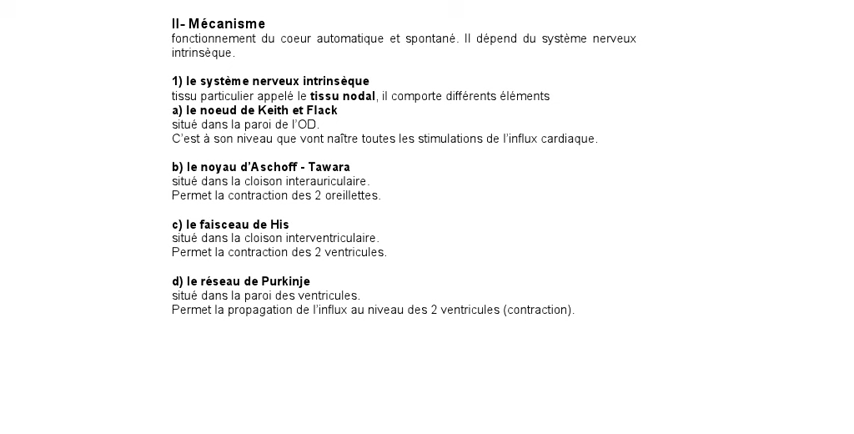 II- Mécanisme
fonctionnement du coeur automatique et spontané. Il dépend du système nerveux
intrinsèque.
1) le système nerveux intrinsèque
tissu particulier appelé le tissu nodal, il comporte différents éléments
a) le noeud de Keith et Flack
situé dans la paroi de l'OD.
C'est à son niveau que vont naître toutes les stimulations de l'influx cardiaque.
b) le noyau d'Aschoff - Tawara
situé dans la cloison interauriculaire.
Permet la contraction des 2 oreillettes.
c) le faisceau de His
situé dans la cloison interventriculaire.
Permet la contraction des 2 ventricules.
d) le réseau de Purkinje
situé dans la paroi des ventricules.
Permet la propagation de l'influx au niveau des 2 ventricules (contraction).